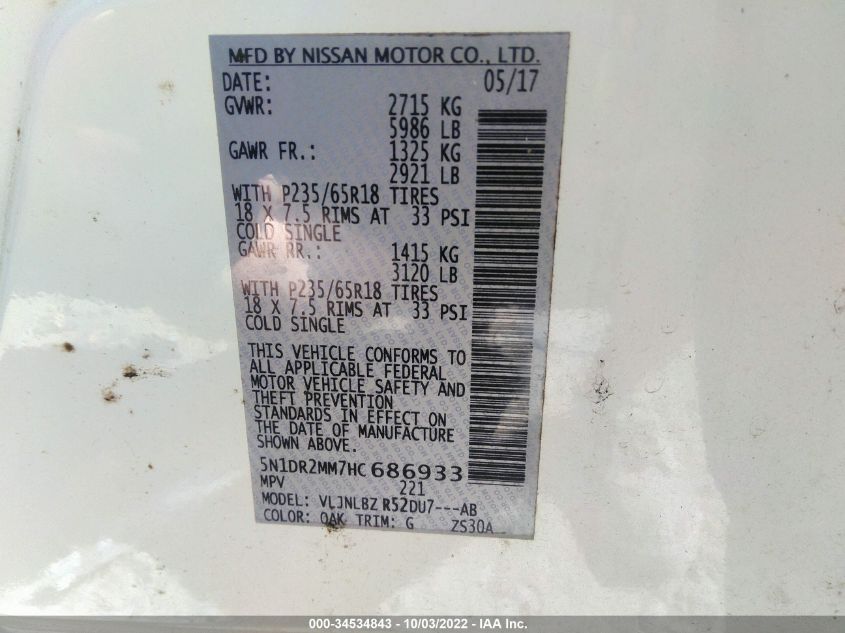 MFD BY NISSAN MOTOR CO., LTD.
DATE: 05/17
GVWR: 2715 KG
5986 LB
GAWR FR.: 1325 KG
2921 LB
WITH P235/65R18 TIRES
18 X 7.5 RIMS AT 33 PSI
COLD SINGLE
GAWR RR.: 1415 KG
3120 LB
WITH P235/65R18 TIRES
18 X 7.5 RIMS AT 33 PSI
COLD SINGLE
THIS VEHICLE CONFORMS TO
ALL APPLICABLE FEDERAL
MOTOR VEHICLE SAFETY AND
THEFT PREVENTION
STANDARDS IN EFFECT ON
THE DATE OF MANUFACTURE
SHOWN ABOVE.
5N1DR2MM7HC686933
MPV 221
MODEL: VLJNLBZ R52DU7---AB
COLOR: QAK TRIM: G ZS30A
000-34534843 - 10/03/2022 - IAA Inc.